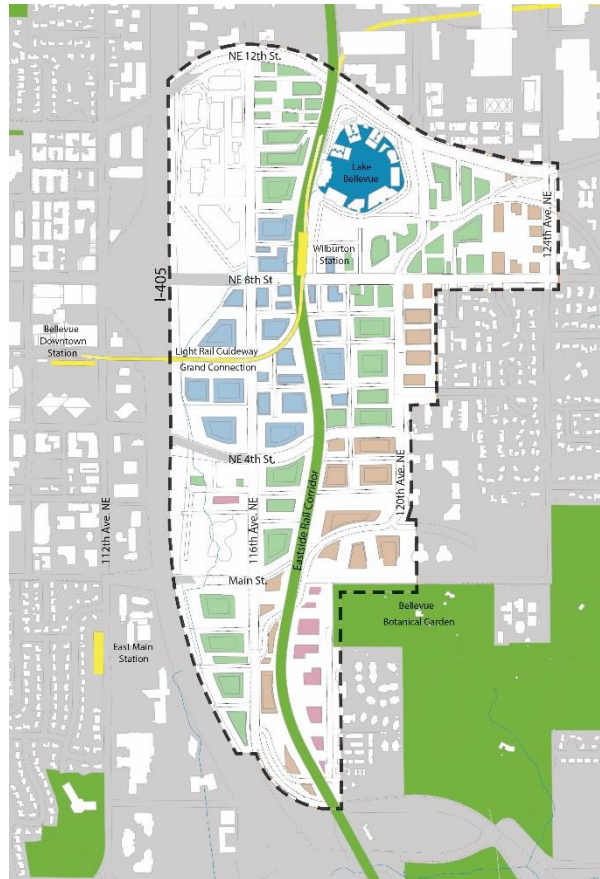 NE 12th St.
Lake
Bellevue
124th Ave. NE
Wilburton
Station
I-405
NE 8th St
Bellevue
Downtown
Station
Light Rail Guideway
Grand Connection
NE 4th St.
Eastside Rail Corridor
120th Ave. NE
116th Ave. NE
112th Ave. NE
Main St.
Bellevue
Botanical Garden
East Main
Station